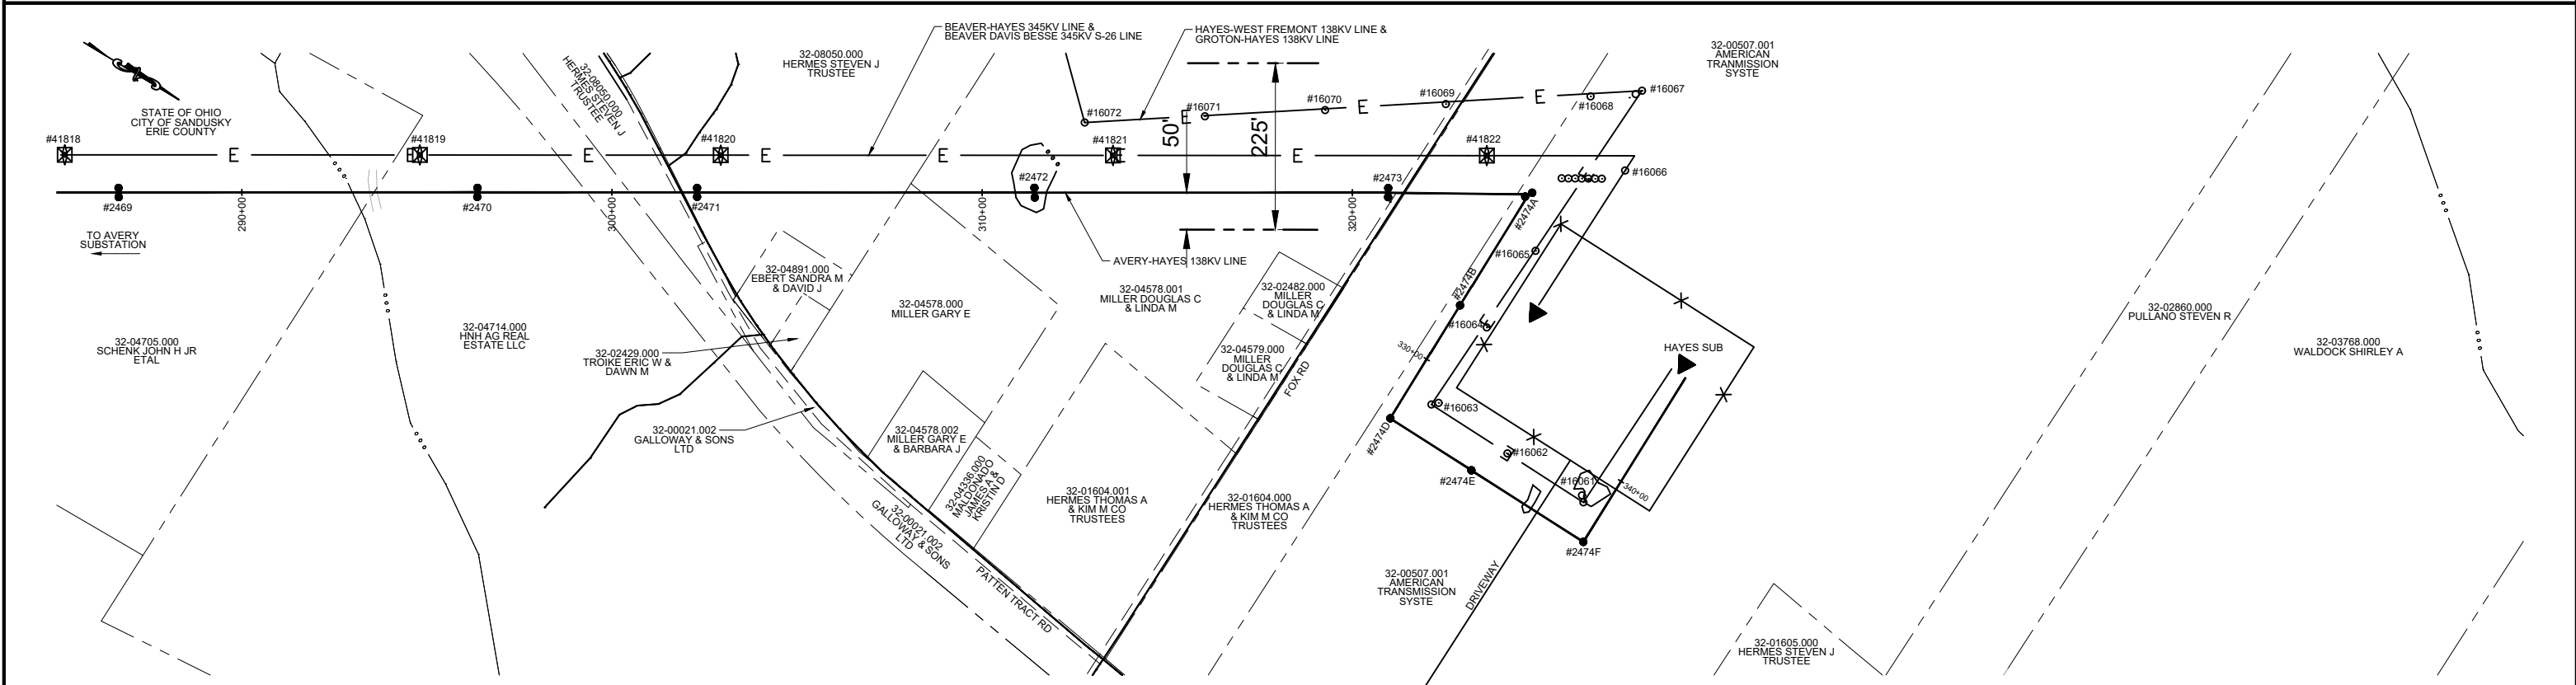 BEAVER-HAYES 345KV LINE &
BEAVER DAVIS BESSE 345KV S-26 LINE
HAYES-WEST FREMONT 138KV LINE &
GROTON-HAYES 138KV LINE
32-00507.001
AMERICAN
TRANMISSION
SYSTE
32-08050.000
HERMES STEVEN J
TRUSTEE
32-08050.000
HERMES STEVEN J
TRUSTEE
STATE OF OHIO
CITY OF SANDUSKY
ERIE COUNTY
#16072
#16071
#16070
#16069
#16068
#16067
#41818
#41819
#41820
#41821
#41822
E
E
E
E
E
E
E
E
E
E
E
50'
225'
#2469
#2470
#2471
#2472
#2473
#2474A
#16066
290+00
300+00
310+00
320+00
TO AVERY
SUBSTATION
AVERY-HAYES 138KV LINE
#16065
#2474B
#16064
E
E
330+00
#16063
#2474D
#16062
E
#2474E
#16061
340+00
#2474F
HAYES SUB
32-04891.000
EBERT SANDRA M
& DAVID J
32-04578.000
MILLER GARY E
32-04578.001
MILLER DOUGLAS C
& LINDA M
32-02482.000
MILLER
DOUGLAS C
& LINDA M
32-04579.000
MILLER
DOUGLAS C
& LINDA M
FOX RD
32-04705.000
SCHENK JOHN H JR
ETAL
32-04714.000
HNH AG REAL
ESTATE LLC
32-02429.000
TROIKE ERIC W &
DAWN M
32-00021.002
GALLOWAY & SONS
LTD
32-04578.002
MILLER GARY E
& BARBARA J
32-04336.000
MALDONADO
JAMES A &
KRISTIN D
32-00021.002
GALLOWAY & SONS
LTD
PATTEN TRACT RD
32-01604.001
HERMES THOMAS A
& KIM M CO
TRUSTEES
32-01604.000
HERMES THOMAS A
& KIM M CO
TRUSTEES
32-00507.001
AMERICAN
TRANSMISSION
SYSTE
DRIVEWAY
32-01605.000
HERMES STEVEN J
TRUSTEE
32-02860.000
PULLANO STEVEN R
32-03768.000
WALDOCK SHIRLEY A